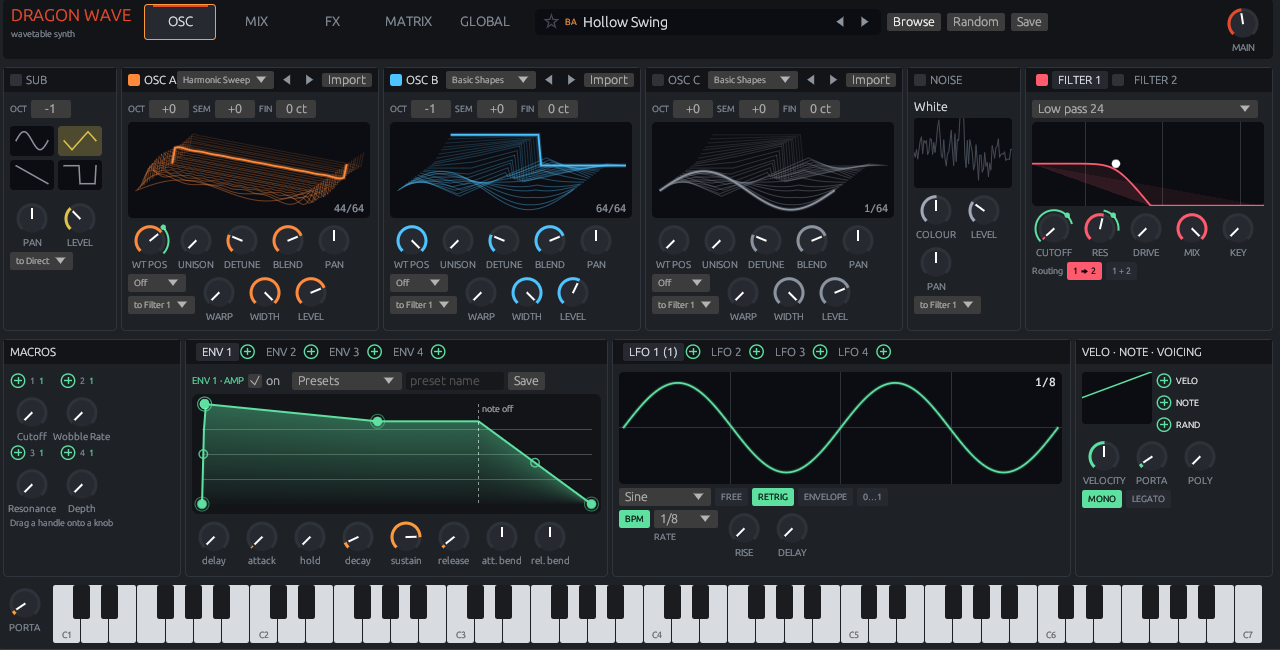 DRAGON WAVE
wavetable synth
OSC MIX FX MATRIX GLOBAL
BA Hollow Swing
Browse Random Save
MAIN
SUB
OCT -1
PAN LEVEL
to Direct
OSC A Harmonic Sweep Import
OCT +0 SEM +0 FIN 0 ct
44/64
WT POS UNISON DETUNE BLEND PAN
Off
to Filter 1
WARP WIDTH LEVEL
OSC B Basic Shapes Import
OCT -1 SEM +0 FIN 0 ct
64/64
WT POS UNISON DETUNE BLEND PAN
Off
to Filter 1
WARP WIDTH LEVEL
OSC C Basic Shapes Import
OCT +0 SEM +0 FIN 0 ct
1/64
WT POS UNISON DETUNE BLEND PAN
Off
to Filter 1
WARP WIDTH LEVEL
NOISE
White
COLOUR LEVEL
PAN
to Filter 1
FILTER 1 FILTER 2
Low pass 24
CUTOFF RES DRIVE MIX KEY
Routing 1 ➔ 2 1 + 2
MACROS
1 1 2 1
Cutoff Wobble Rate
3 1 4 1
Resonance Depth
Drag a handle onto a knob
ENV 1 ENV 2 ENV 3 ENV 4
ENV 1 · AMP on Presets preset name Save
note off
delay attack hold decay sustain release att. bend rel. bend
LFO 1 (1) LFO 2 LFO 3 LFO 4
1/8
Sine FREE RETRIG ENVELOPE 0...1
BPM 1/8
RATE
RISE DELAY
VELO · NOTE · VOICING
VELO
NOTE
RAND
VELOCITY PORTA POLY
MONO LEGATO
PORTA
C1 C2 C3 C4 C5 C6 C7